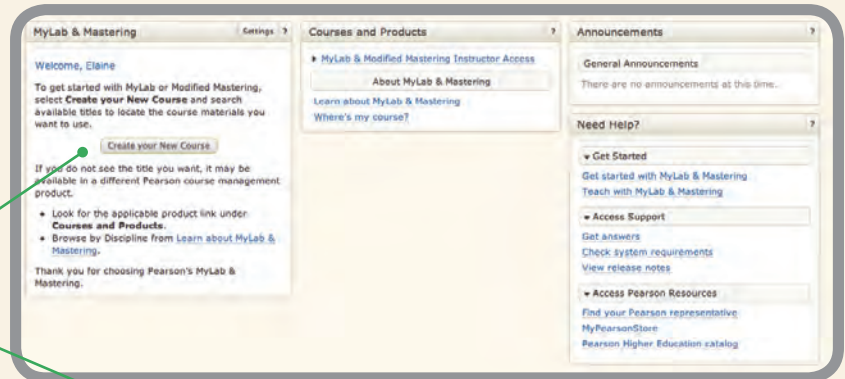 MyLab & Mastering
Settings ?
Welcome, Elaine
To get started with MyLab or Modified Mastering,
select Create your New Course and search
available titles to locate the course materials you
want to use.
Create your New Course
If you do not see the title you want, it may be
available in a different Pearson course management
product.
• Look for the applicable product link under
Courses and Products.
• Browse by Discipline from Learn about MyLab &
Mastering.
Thank you for choosing Pearson's MyLab &
Mastering.
Courses and Products
?
MyLab & Modified Mastering Instructor Access
About MyLab & Mastering
Learn about MyLab & Mastering
Where's my course?
Announcements
?
General Announcements
There are no announcements at this time.
Need Help?
?
Get Started
Get started with MyLab & Mastering
Teach with MyLab & Mastering
Access Support
Get answers
Check system requirements
View release notes
Access Pearson Resources
Find your Pearson representative
MyPearsonStore
Pearson Higher Education catalog